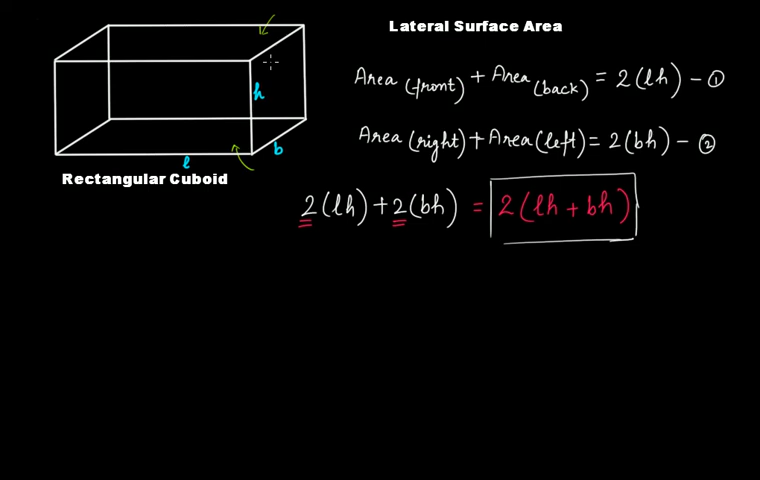 Lateral Surface Area
Area (front) + Area (back) = 2(lh) - ①
h
Area (right) + Area (left) = 2(bh) - ②
b
l
Rectangular Cuboid
2(lh) + 2(bh) = 2(lh + bh)